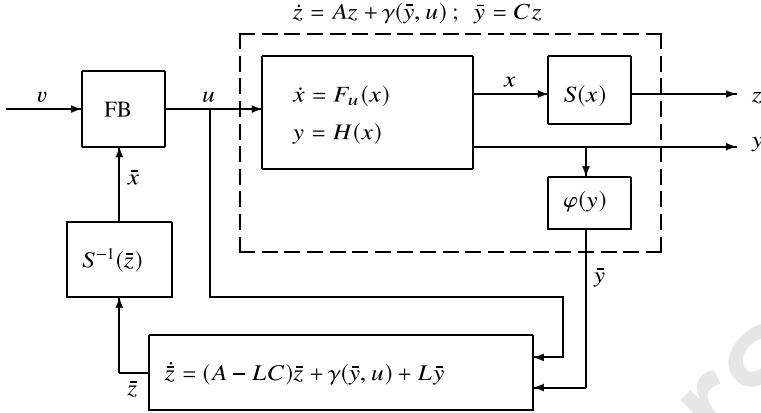 ż = Az + γ(ȳ, u) ; ȳ = Cz
v
FB
u
ẋ = F_u(x)
y = H(x)
x
S(x)
z
y
φ(y)
x̄
S⁻¹(z̄)
ȳ
z̄
z̄̇ = (A − LC)z̄ + γ(ȳ, u) + Lȳ